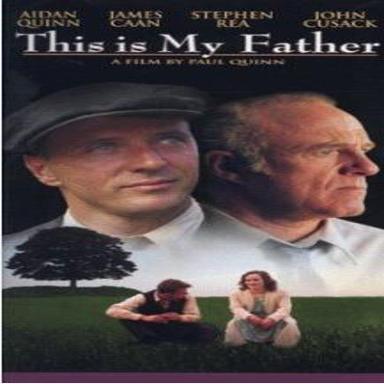 AIDAN JAMES STEPHEN JOHN
QUINN CAAN REA CUSACK
This is My Father
A FILM BY PAUL QUINN